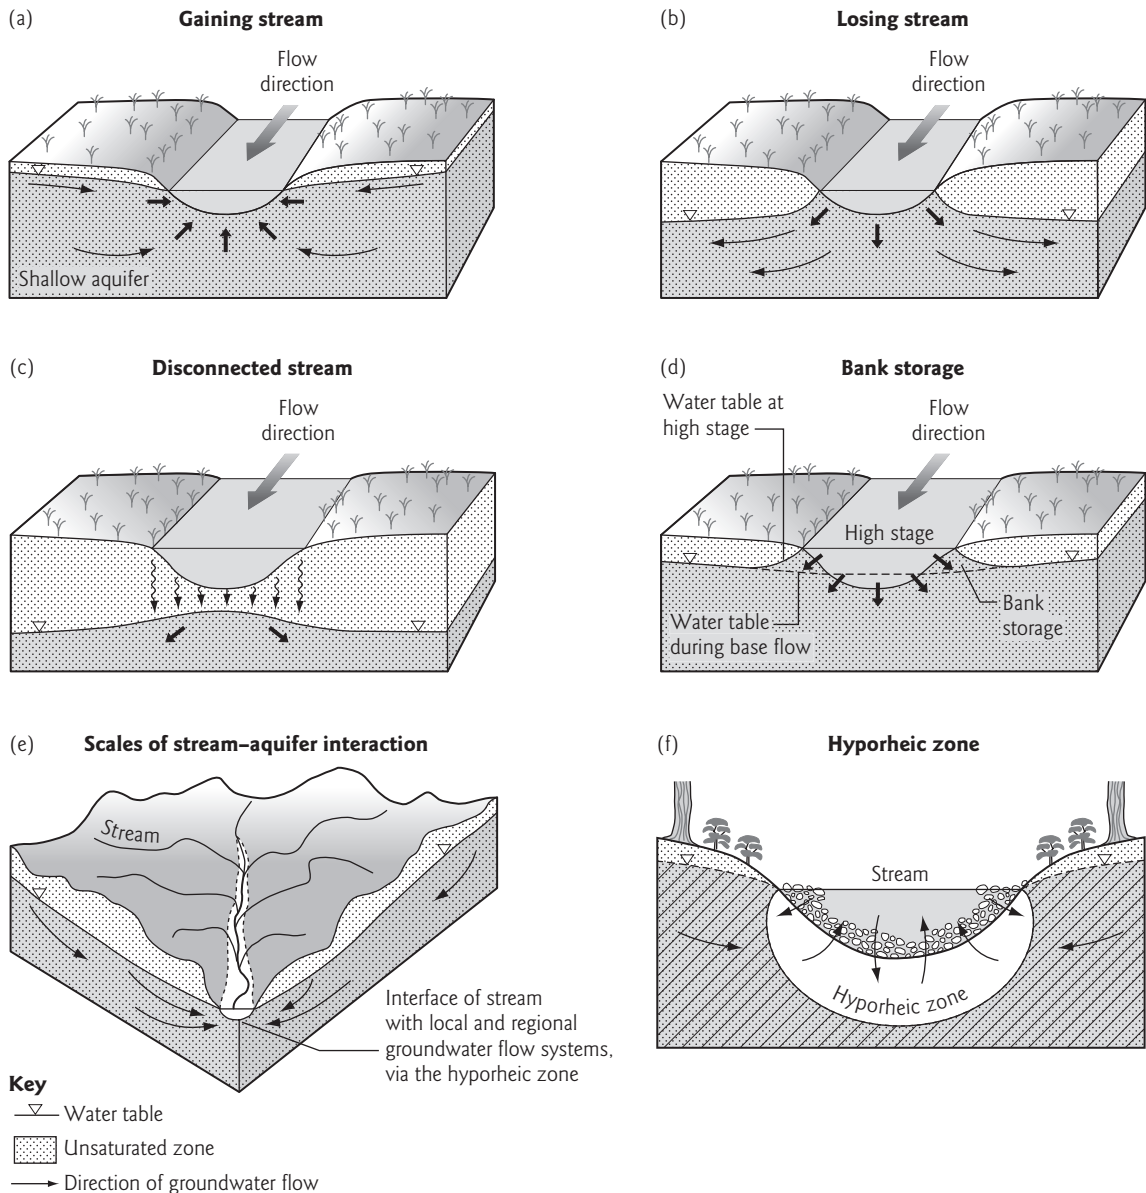 (a) Gaining stream
Flow
direction
Shallow aquifer
(b) Losing stream
Flow
direction
(c) Disconnected stream
Flow
direction
(d) Bank storage
Water table at
high stage
Flow
direction
High stage
Water table
during base flow
Bank
storage
(e) Scales of stream–aquifer interaction
Stream
Interface of stream
with local and regional
groundwater flow systems,
via the hyporheic zone
(f) Hyporheic zone
Stream
Hyporheic zone
Key
Water table
Unsaturated zone
Direction of groundwater flow